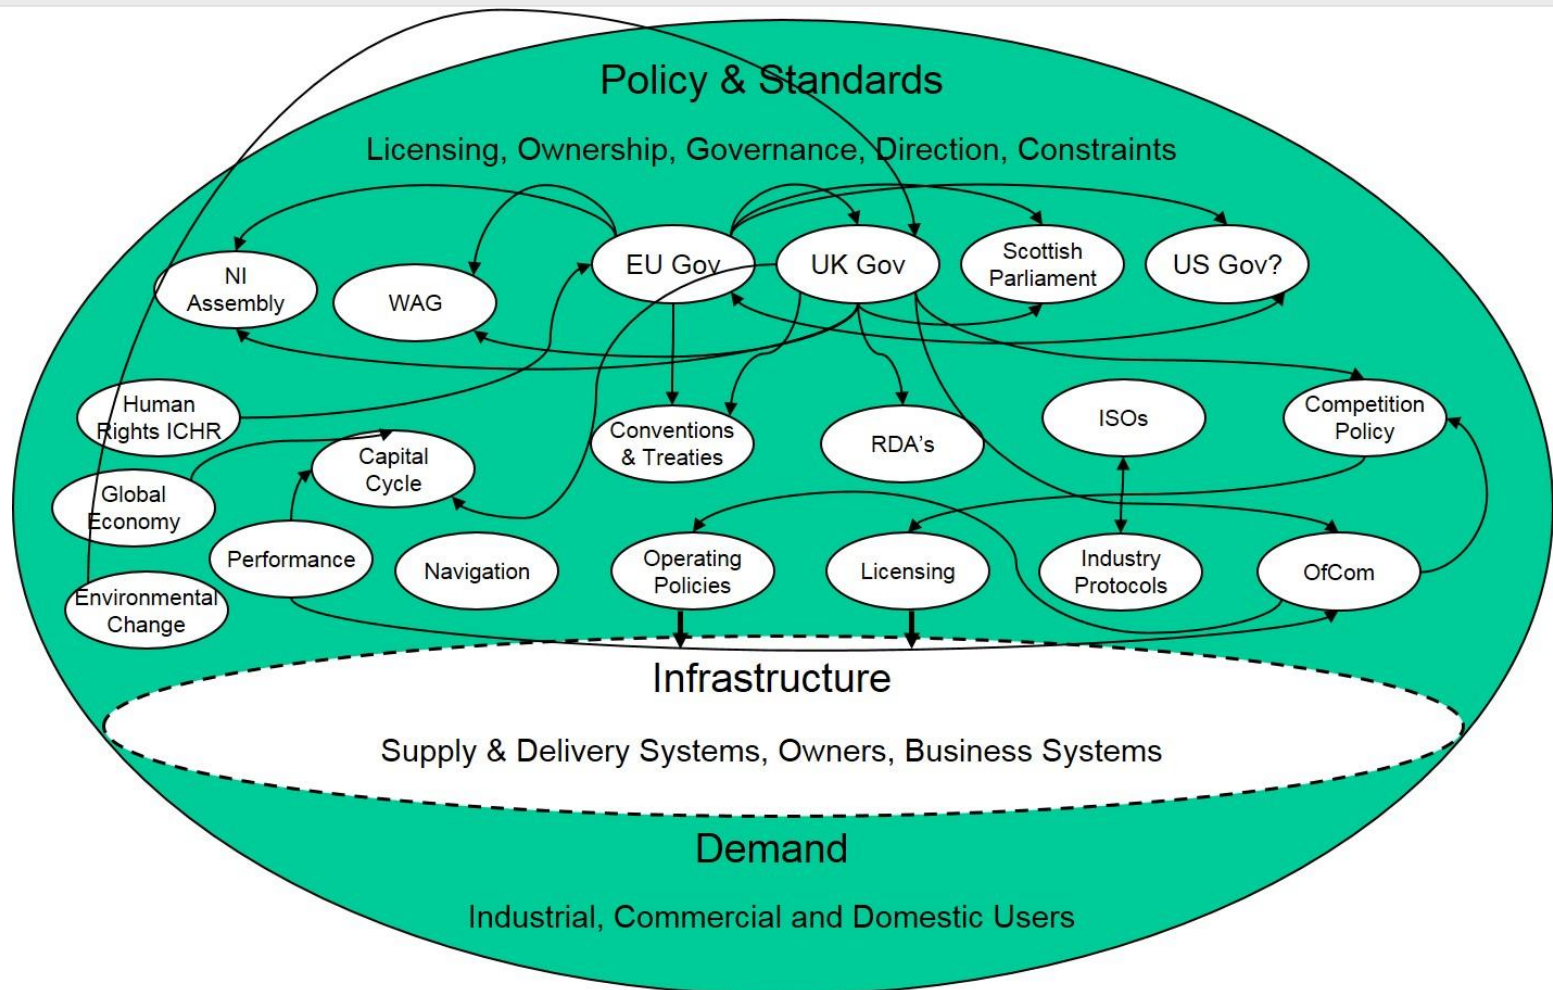 Policy & Standards
Licensing, Ownership, Governance, Direction, Constraints
NI
Assembly
WAG
EU Gov
UK Gov
Scottish
Parliament
US Gov?
Human
Rights ICHR
Capital
Cycle
Conventions
& Treaties
RDA's
ISOs
Competition
Policy
Global
Economy
Performance
Navigation
Operating
Policies
Licensing
Industry
Protocols
OfCom
Environmental
Change
Infrastructure
Supply & Delivery Systems, Owners, Business Systems
Demand
Industrial, Commercial and Domestic Users